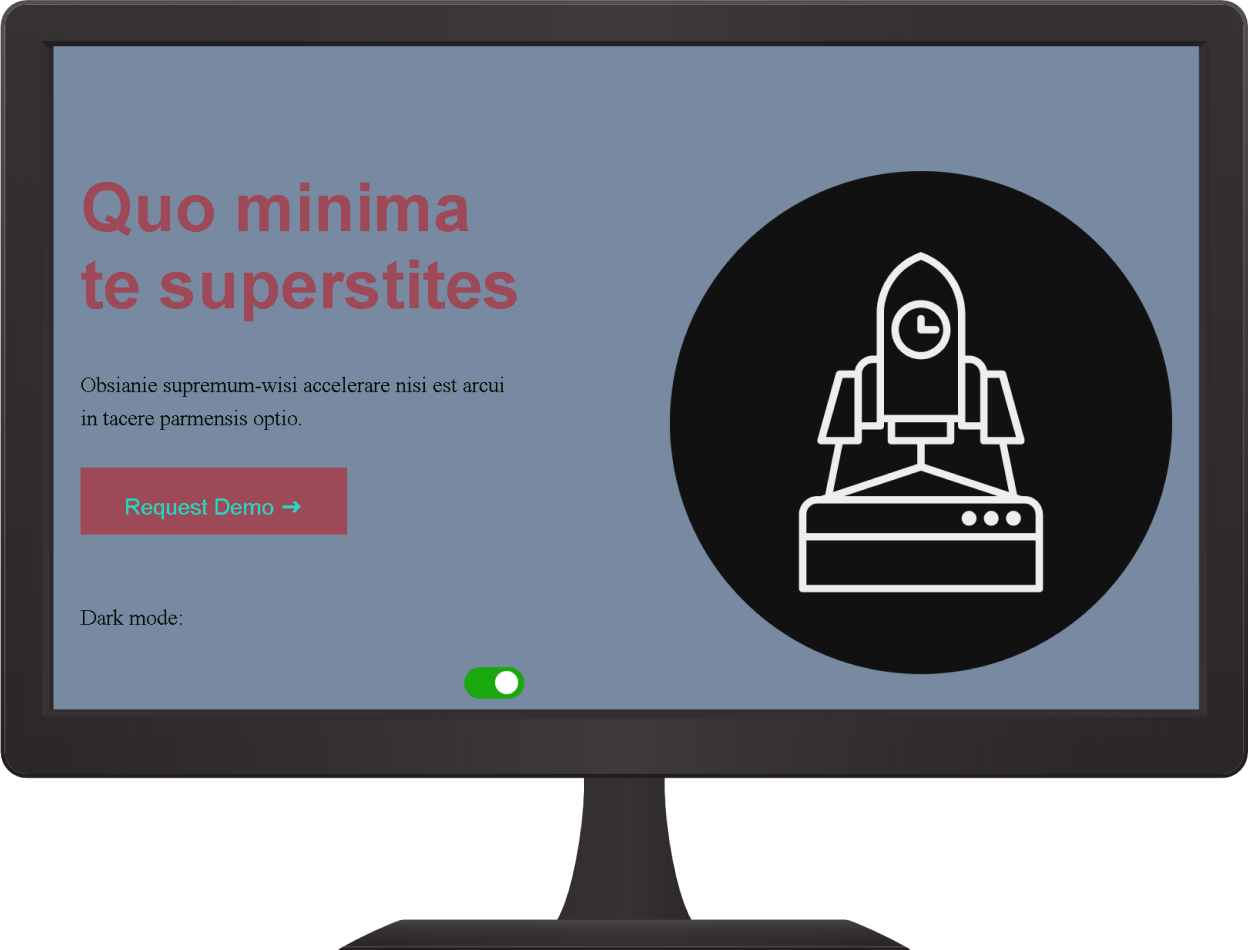 Quo minima
te superstites
Obsianie supremum-wisi accelerare nisi est arcui
in tacere parmensis optio.
Request Demo ➔
Dark mode: